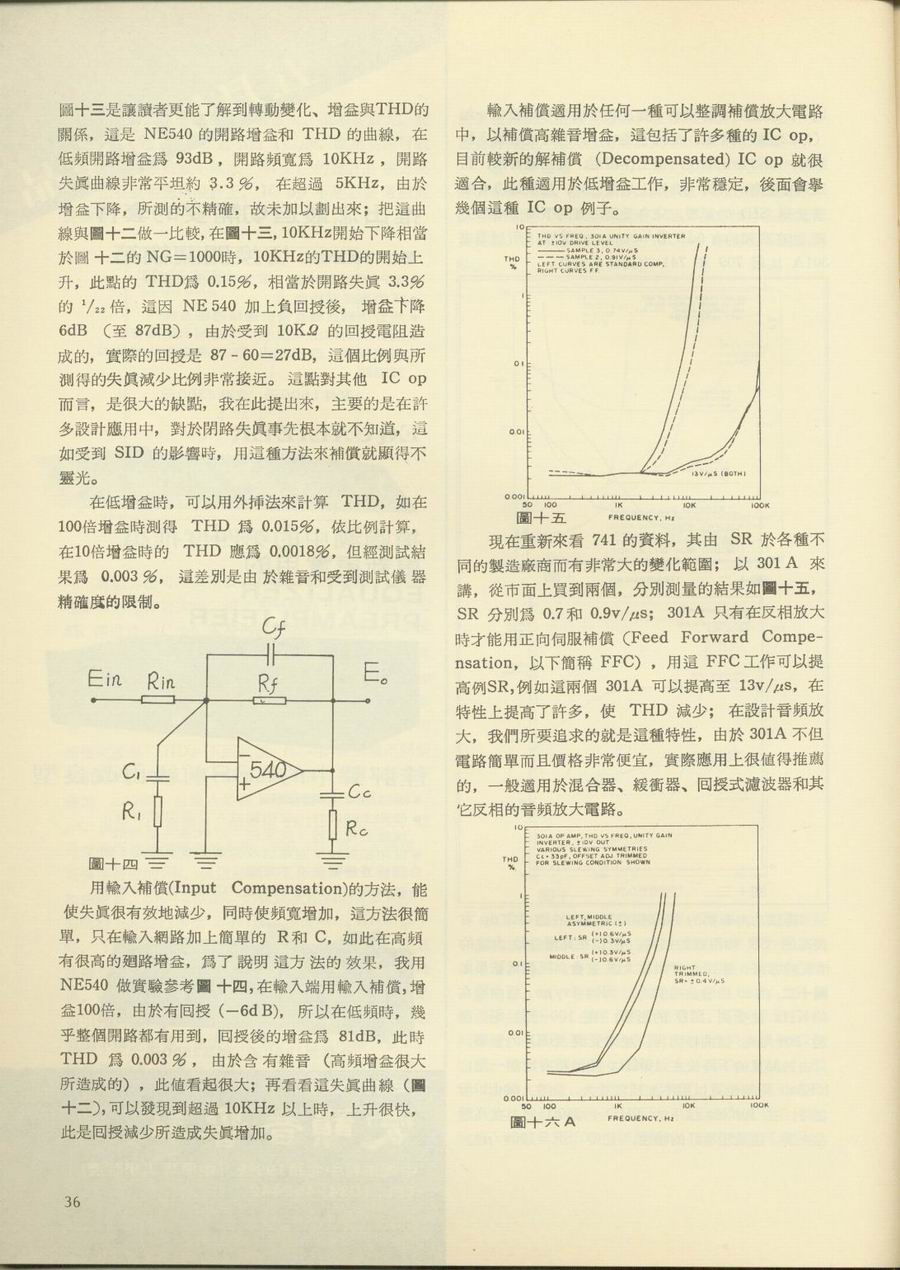 圖十三是讓讀者更能了解到轉動變化、增益與THD的
關係，這是 NE540 的開路增益和 THD 的曲線，在
低頻開路增益爲 93dB，開路頻寬爲 10KHz，開路
失眞曲線非常平坦約 3.3%，在超過 5KHz，由於
增益下降，所測的不精確，故未加以劃出來；把這曲
線與圖十二做一比較，在圖十三，10KHz開始下降相當
於圖 十二的 NG＝1000時，10KHz的THD的開始上
升，此點的 THD爲 0.15%，相當於開路失眞 3.3%
的 1/22 倍，這因 NE 540 加上負回授後，增益下降
6dB （至 87dB），由於受到 10KΩ 的回授電阻造
成的，實際的回授是 87－60＝27dB，這個比例與所
測得的失眞減少比例非常接近。這點對其他 IC op
而言，是很大的缺點，我在此提出來，主要的是在許
多設計應用中，對於閉路失眞事先根本就不知道，這
如受到 SID 的影響時，用這種方法來補償就顯得不
靈光。
在低增益時，可以用外挿法來計算 THD，如在
100倍增益時測得 THD 爲 0.015%，依比例計算，
在10倍增益時的 THD 應爲 0.0018%，但經測試結
果爲 0.003 %，這差別是由 於雜音和受到測試儀 器
精確度的限制。
Cf
Ein Rin Rf Eo
540
C1
R1
Cc
Rc
圖十四
用輸入補償(Input Compensation)的方法，能
使失眞很有效地減少，同時使頻寬增加，這方法很簡
單，只在輸入網路加上簡單的 R和 C，如此在高頻
有很高的廻路增益，爲了 說明 這方 法的 效果，我用
NE540 做實驗參考圖 十四，在輸入端用輸入補償，增
益100倍，由於有囘授（－6d B），所以在低頻時，幾
乎整個開路都有用到，囘授後的增益爲 81dB，此時
THD 爲 0.003 %，由於含 有雜音（高頻增益很大
所造成的），此値看起很大；再看看這失眞曲線（圖
十二），可以發現到超過 10KHz 以上時，上升很快，
此是囘授減少所造成失眞增加。
36
輸入補償適用於任何一種可以整調補償放大電路
中，以補償高雜音增益，這包括了許多種的 IC op，
目前較新的解補償 （Decompensated) IC op 就很
適合，此種適用於低增益工作，非常穩定，後面會擧
幾個這種 IC op 例子。
THD VS FREQ, 301A UNITY GAIN INVERTER
AT ±10V DRIVE LEVEL
SAMPLE 3, 0.74V/μS
SAMPLE 2, 0.91V/μS
LEFT CURVES ARE STANDARD COMP,
RIGHT CURVES F F
THD
%
10
1
0.1
0.01
0.001
13V/μS (BOTH)
50 100 1K 10K 100K
FREQUENCY, Hz
圖十五
現在重新來看 741 的資料，其由 SR 於各種不
同的製造廠商而有非常大的變化範圍；以 301 A 來
講，從市面上買到兩個，分別測量的結果如圖十五，
SR 分別爲 0.7 和 0.9v/μs；301A 只有在反相放大
時才能用正向伺服補償（Feed Forward Compe-
nsation，以下簡稱 FFC），用這 FFC 工作可以提
高例SR，例如這兩個 301A 可以提高至 13v/μs，在
特性上提高了許多，使 THD 減少；在設計音頻放
大，我們所要追求的就是這種特性，由於 301A 不但
電路簡單而且價格非常便宜，實際應用上很値得推薦
的，一般適用於混合器、緩衝器、囘授式濾波器和其
它反相的音頻放大電路。
301A OP AMP, THD VS FREQ, UNITY GAIN
INVERTER, ±10V OUT
VARIOUS SLEWING SYMMETRIES
Cc = 33pF, OFFSET ADJ TRIMMED
FOR SLEWING CONDITION SHOWN
THD
%
10
1
0.1
0.01
0.001
LEFT, MIDDLE
ASYMMETRIC (±)
LEFT: SR (+)0.6V/μS
(-)0.3V/μS
MIDDLE: SR (+)0.3V/μS
(-)0.6V/μS
RIGHT
TRIMMED,
SR= ±0.4V/μS
50 100 1K 10K 100K
FREQUENCY, Hz
圖十六 A